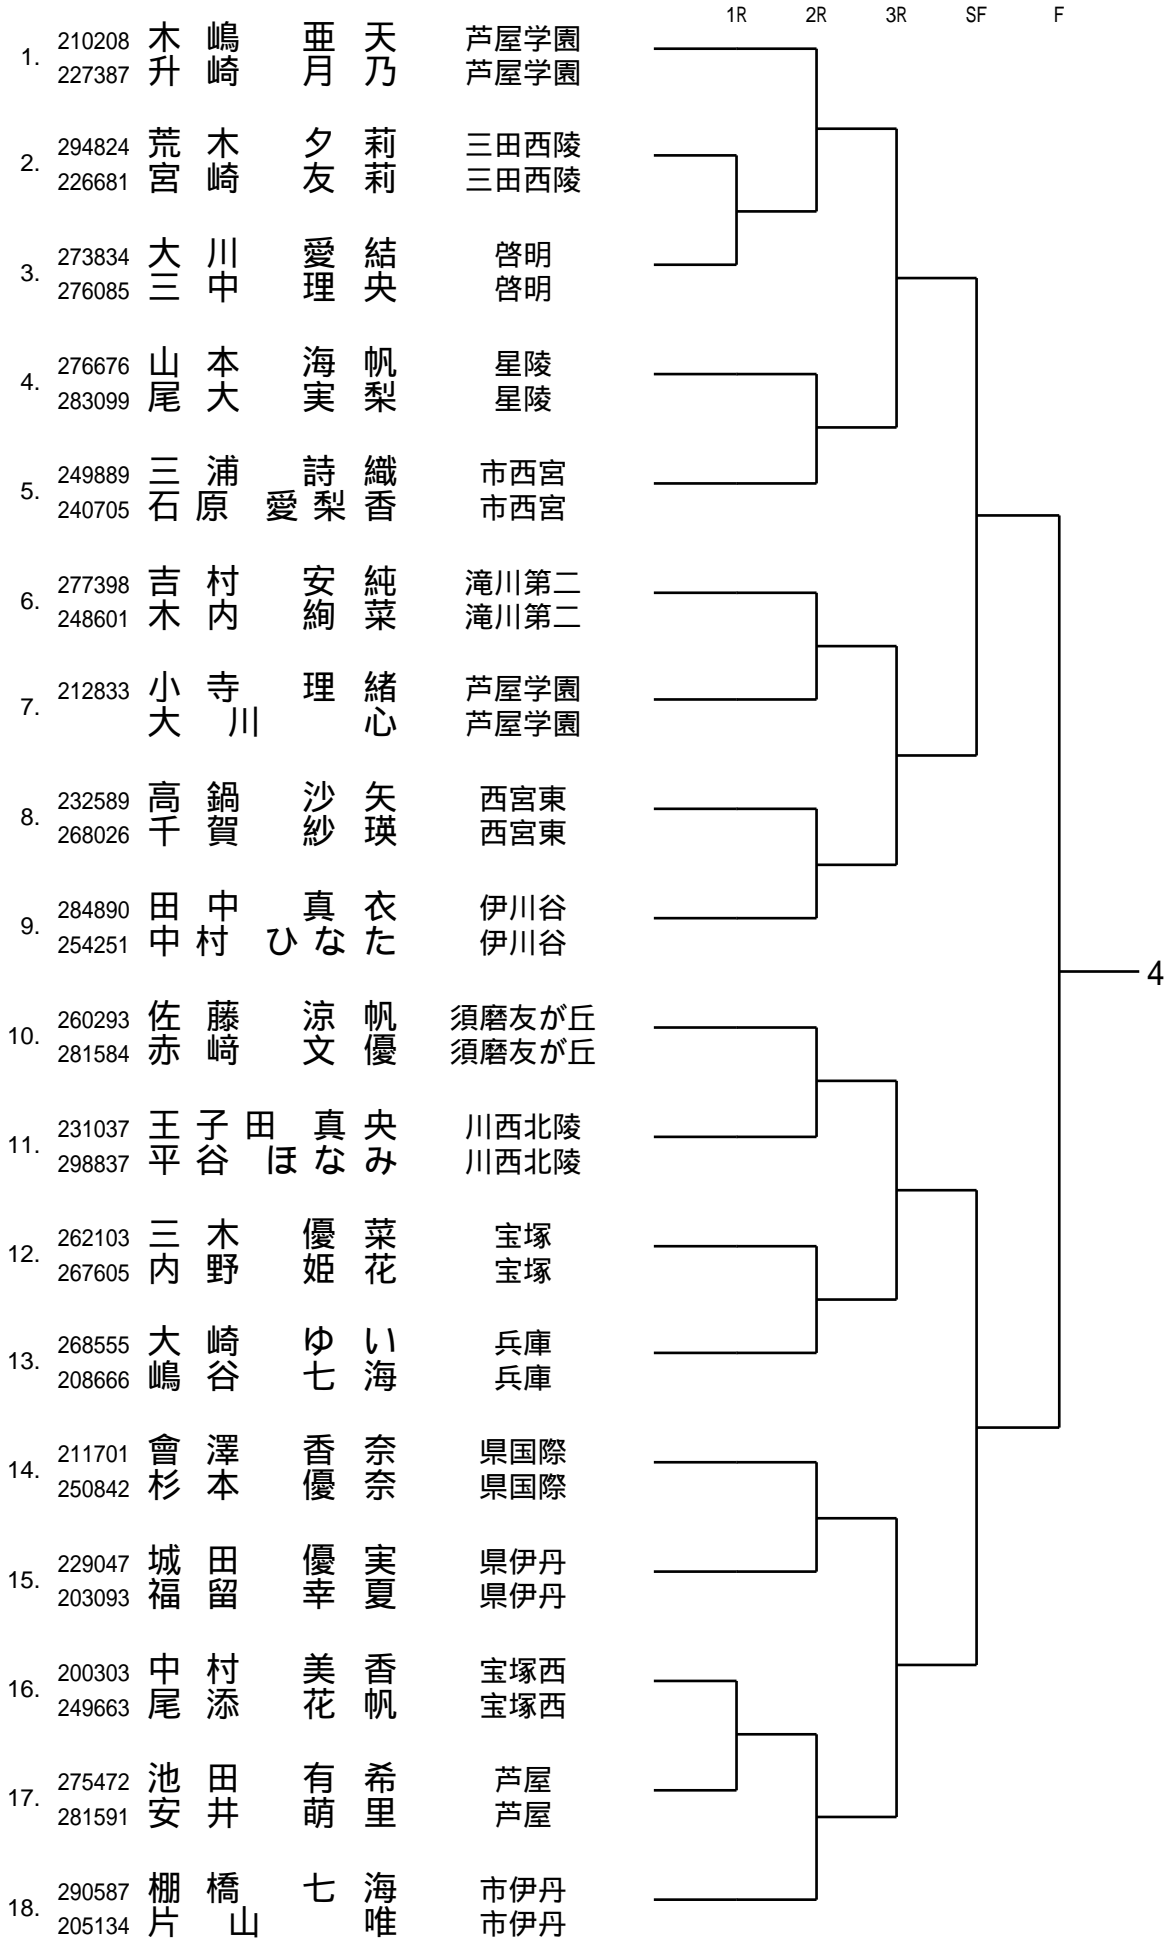 1R 2R 3R SF F
1. 210208 木嶋 亜天 芦屋学園
227387 升崎 月乃 芦屋学園
2. 294824 荒木 夕莉 三田西陵
226681 宮崎 友莉 三田西陵
3. 273834 大川 愛結 啓明
276085 三中 理央 啓明
4. 276676 山本 海帆 星陵
283099 尾大 実梨 星陵
5. 249889 三浦 詩織 市西宮
240705 石原 愛梨香 市西宮
6. 277398 吉村 安純 滝川第二
248601 木内 絢菜 滝川第二
7. 212833 小寺 理緒 芦屋学園
大川 心 芦屋学園
8. 232589 高鍋 沙矢 西宮東
268026 千賀 紗瑛 西宮東
9. 284890 田中 真衣 伊川谷
254251 中村 ひなた 伊川谷
4
10. 260293 佐藤 涼帆 須磨友が丘
281584 赤﨑 文優 須磨友が丘
11. 231037 王子田 真央 川西北陵
298837 平谷 ほなみ 川西北陵
12. 262103 三木 優菜 宝塚
267605 内野 姫花 宝塚
13. 268555 大崎 ゆい 兵庫
208666 嶋谷 七海 兵庫
14. 211701 會澤 香奈 県国際
250842 杉本 優奈 県国際
15. 229047 城田 優実 県伊丹
203093 福留 幸夏 県伊丹
16. 200303 中村 美香 宝塚西
249663 尾添 花帆 宝塚西
17. 275472 池田 有希 芦屋
281591 安井 萌里 芦屋
18. 290587 棚橋 七海 市伊丹
205134 片山 唯 市伊丹